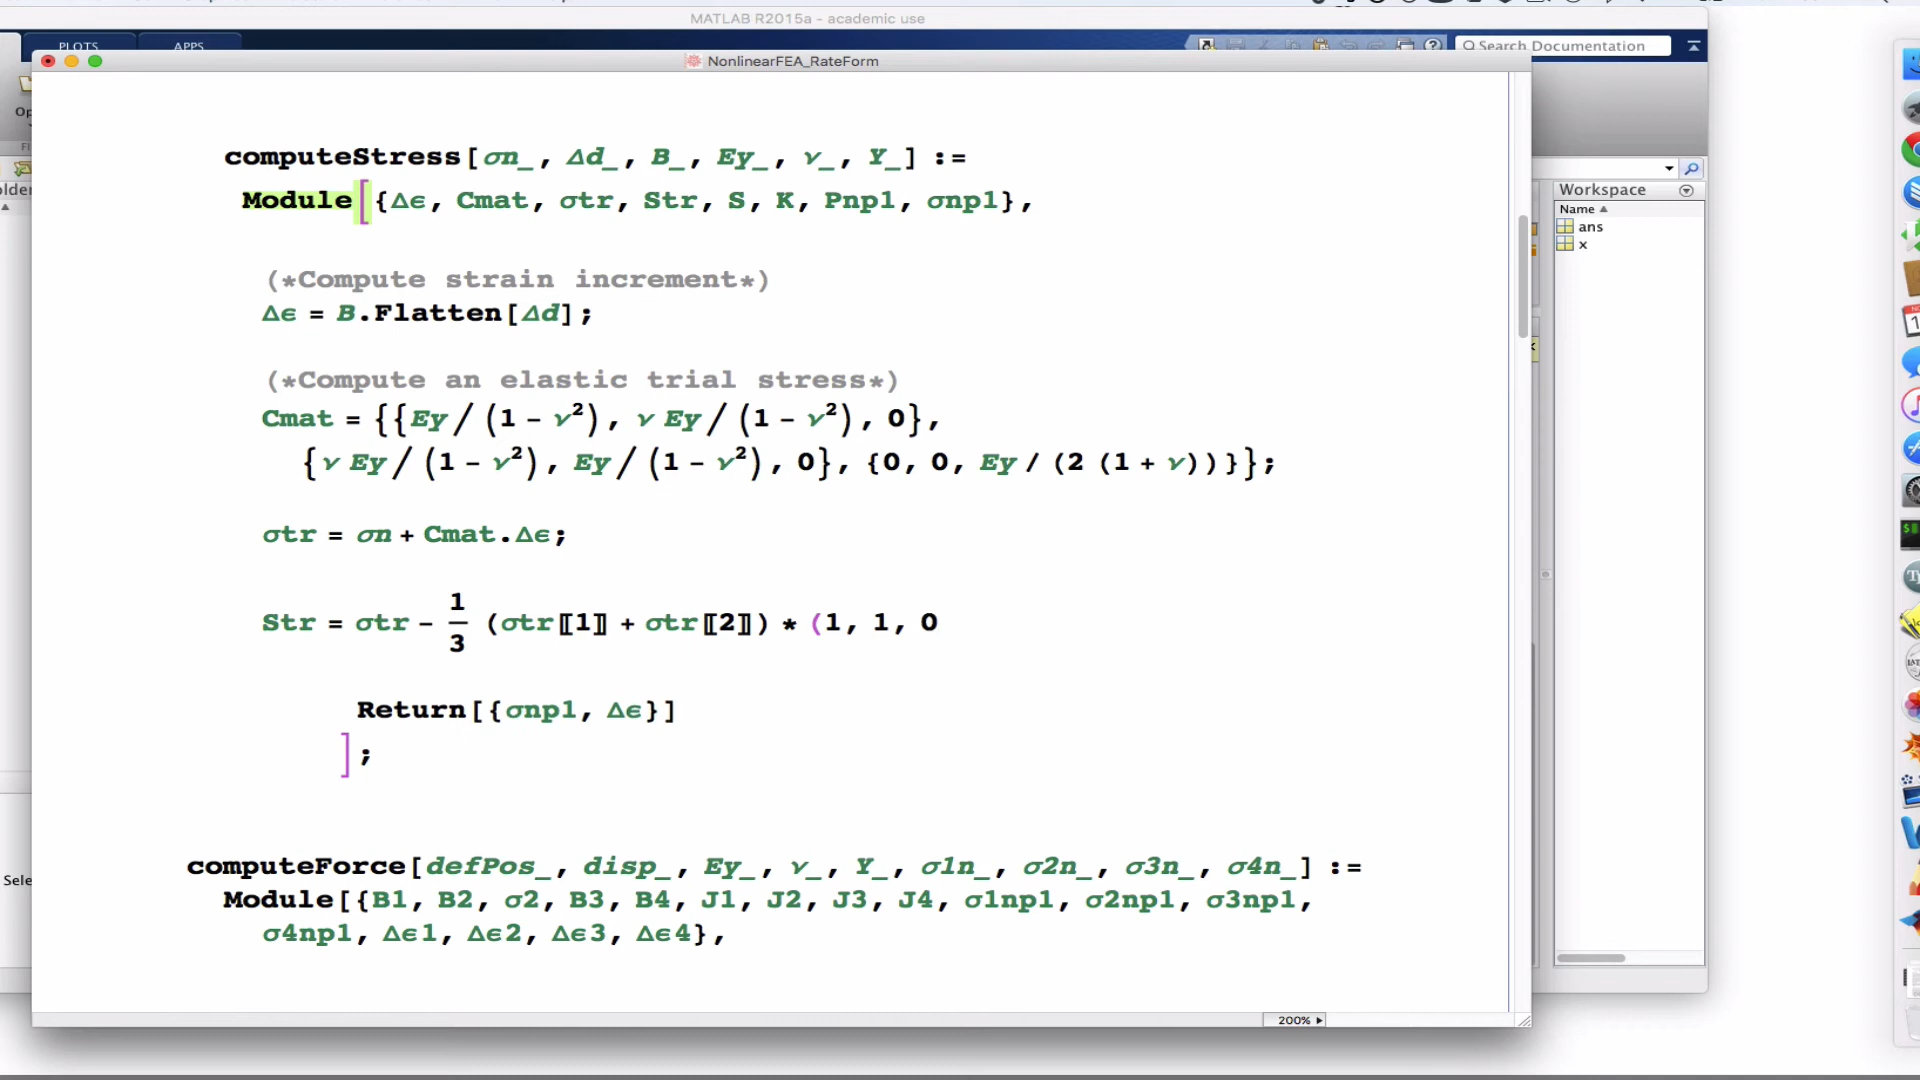 MATLAB R2015a - academic use
PLOTS APPS
Search Documentation
NonlinearFEA_RateForm
computeStress[σn_, Δd_, B_, Ey_, ν_, Y_] :=
Module[{Δϵ, Cmat, σtr, Str, S, K, Pnp1, σnp1},
(*Compute strain increment*)
Δϵ = B.Flatten[Δd];
(*Compute an elastic trial stress*)
Cmat = {{Ey / (1 - ν²), ν Ey / (1 - ν²), 0},
{ν Ey / (1 - ν²), Ey / (1 - ν²), 0}, {0, 0, Ey / (2 (1 + ν))}};
σtr = σn + Cmat.Δϵ;
Str = σtr - 1/3 (σtr〚1〛 + σtr〚2〛) * (1, 1, 0
Return[{σnp1, Δϵ}]
];
computeForce[defPos_, disp_, Ey_, ν_, Y_, σ1n_, σ2n_, σ3n_, σ4n_] :=
Module[{B1, B2, σ2, B3, B4, J1, J2, J3, J4, σ1np1, σ2np1, σ3np1,
σ4np1, Δϵ1, Δϵ2, Δϵ3, Δϵ4},
200%
Workspace
Name
ans
x